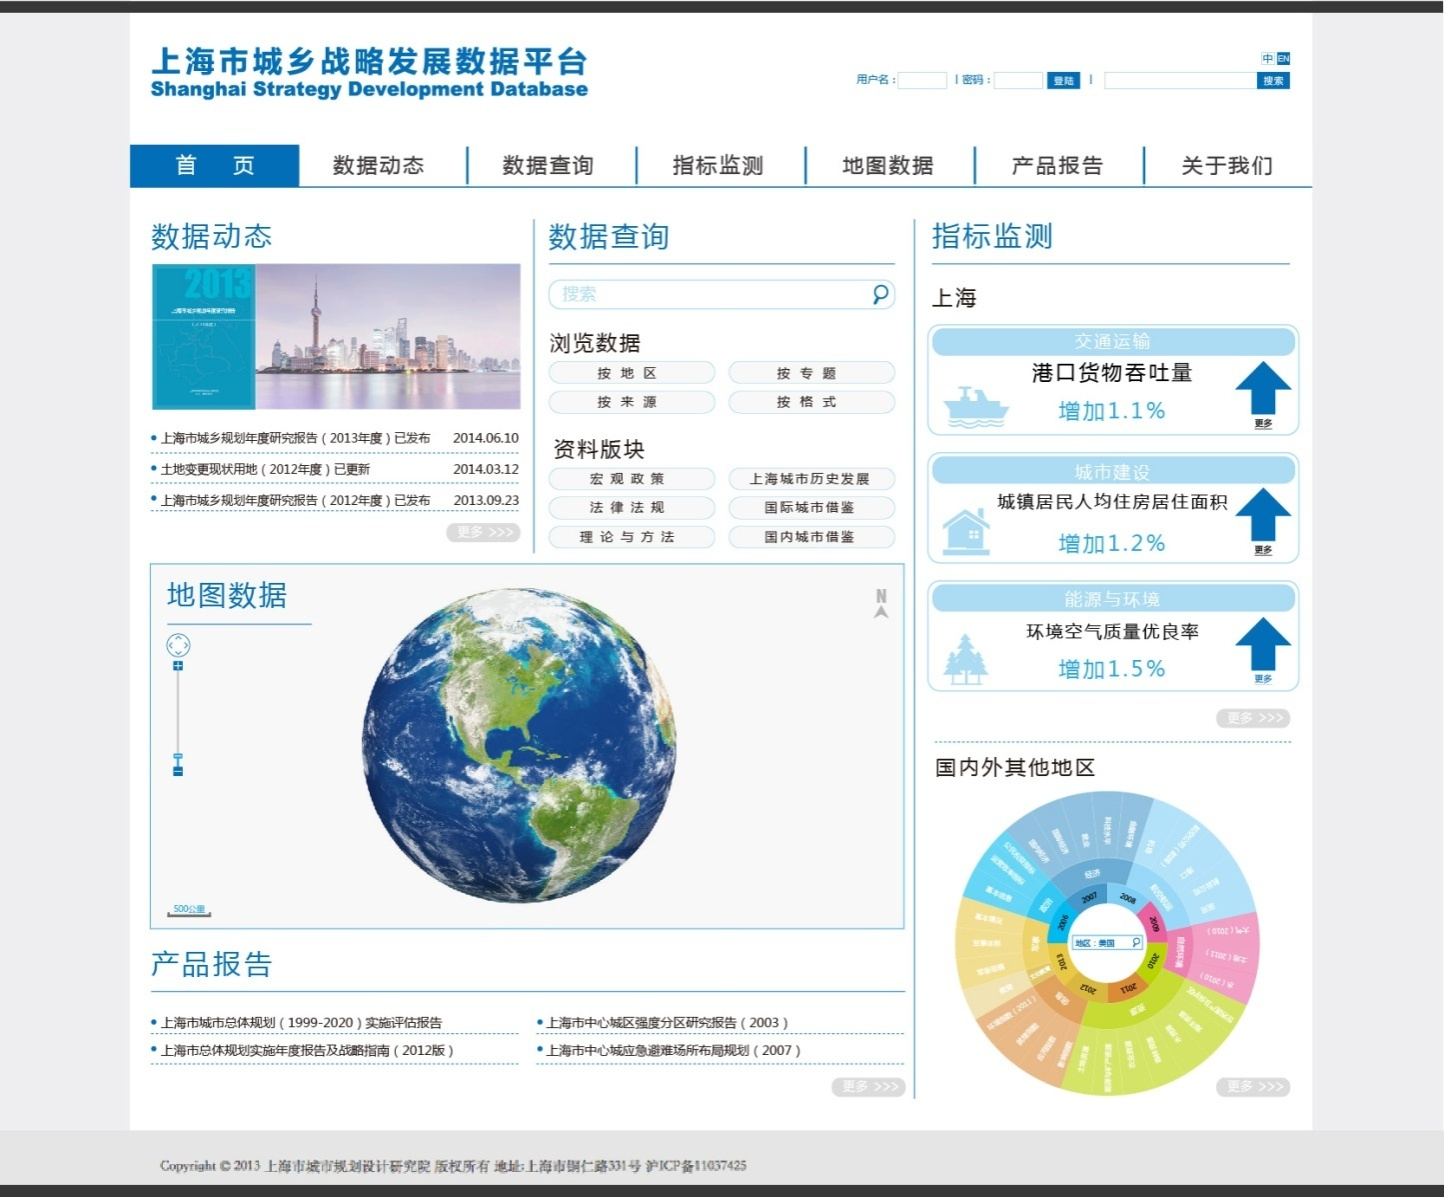 上海市城乡战略发展数据平台
Shanghai Strategy Development Database
中 EN
用户名： 密码： 登陆 搜索
首 页 数据动态 数据查询 指标监测 地图数据 产品报告 关于我们
数据动态
2013
上海市城乡规划年度研究报告（2013年度）已发布 2014.06.10
土地变更现状用地（2012年度）已更新 2014.03.12
上海市城乡规划年度研究报告（2012年度）已发布 2013.09.23
更多 >>>
数据查询
搜索
浏览数据
按 地 区 按 专 题
按 来 源 按 格 式
资料版块
宏 观 政 策 上海城市历史发展
法 律 法 规 国际城市借鉴
理 论 与 方 法 国内城市借鉴
指标监测
上海
交通运输
港口货物吞吐量
增加1.1%
更多
城市建设
城镇居民人均住房居住面积
增加1.2%
更多
能源与环境
环境空气质量优良率
增加1.5%
更多
更多 >>>
地图数据
N
500公里
国内外其他地区
经济
2007
2008
2006
2009
地区：美国
自然环境
2013
2010
2012
2011
大气（2010）
土地（2011）
水（2010）
更多 >>>
产品报告
上海市城市总体规划（1999-2020）实施评估报告
上海市中心城区强度分区研究报告（2003）
上海市总体规划实施年度报告及战略指南（2012版）
上海市中心城应急避难场所布局规划（2007）
更多 >>>
Copyright © 2013 上海市城市规划设计研究院 版权所有 地址:上海市铜仁路331号 沪ICP备11037425